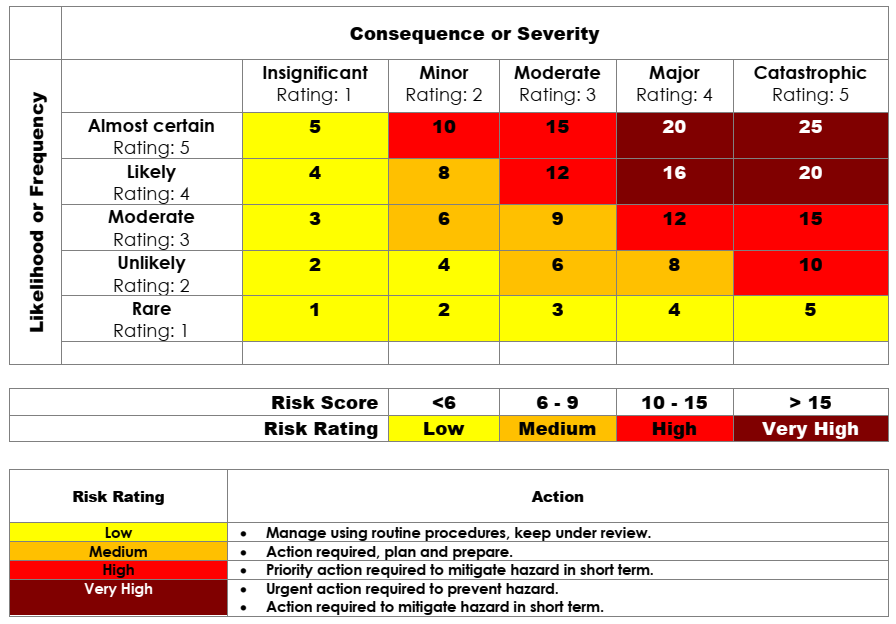 Consequence or Severity
Likelihood or Frequency
Insignificant Minor Moderate Major Catastrophic
Rating: 1 Rating: 2 Rating: 3 Rating: 4 Rating: 5
Almost certain 5 10 15 20 25
Rating: 5
Likely 4 8 12 16 20
Rating: 4
Moderate 3 6 9 12 15
Rating: 3
Unlikely 2 4 6 8 10
Rating: 2
Rare 1 2 3 4 5
Rating: 1
Risk Score <6 6 - 9 10 - 15 > 15
Risk Rating Low Medium High Very High
Risk Rating Action
Low • Manage using routine procedures, keep under review.
Medium • Action required, plan and prepare.
High • Priority action required to mitigate hazard in short term.
Very High • Urgent action required to prevent hazard.
• Action required to mitigate hazard in short term.